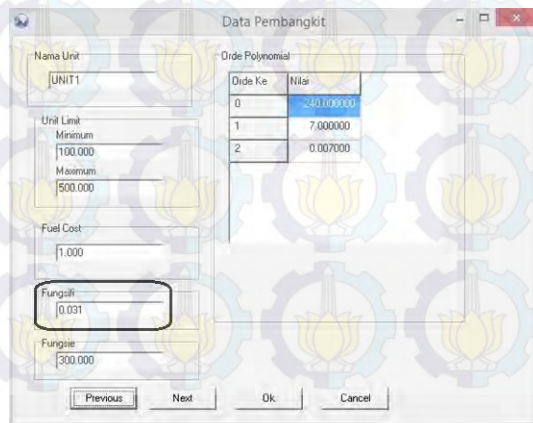 Data Pembangkit
Nama Unit
UNIT1
Unit Limit
Minimum
100.000
Maximum
500.000
Fuel Cost
1.000
Fungsifi
0.031
Fungsie
300.000
Orde Polynomial
Orde Ke Nilai
0 240.000000
1 7.000000
2 0.007000
Previous Next Ok Cancel